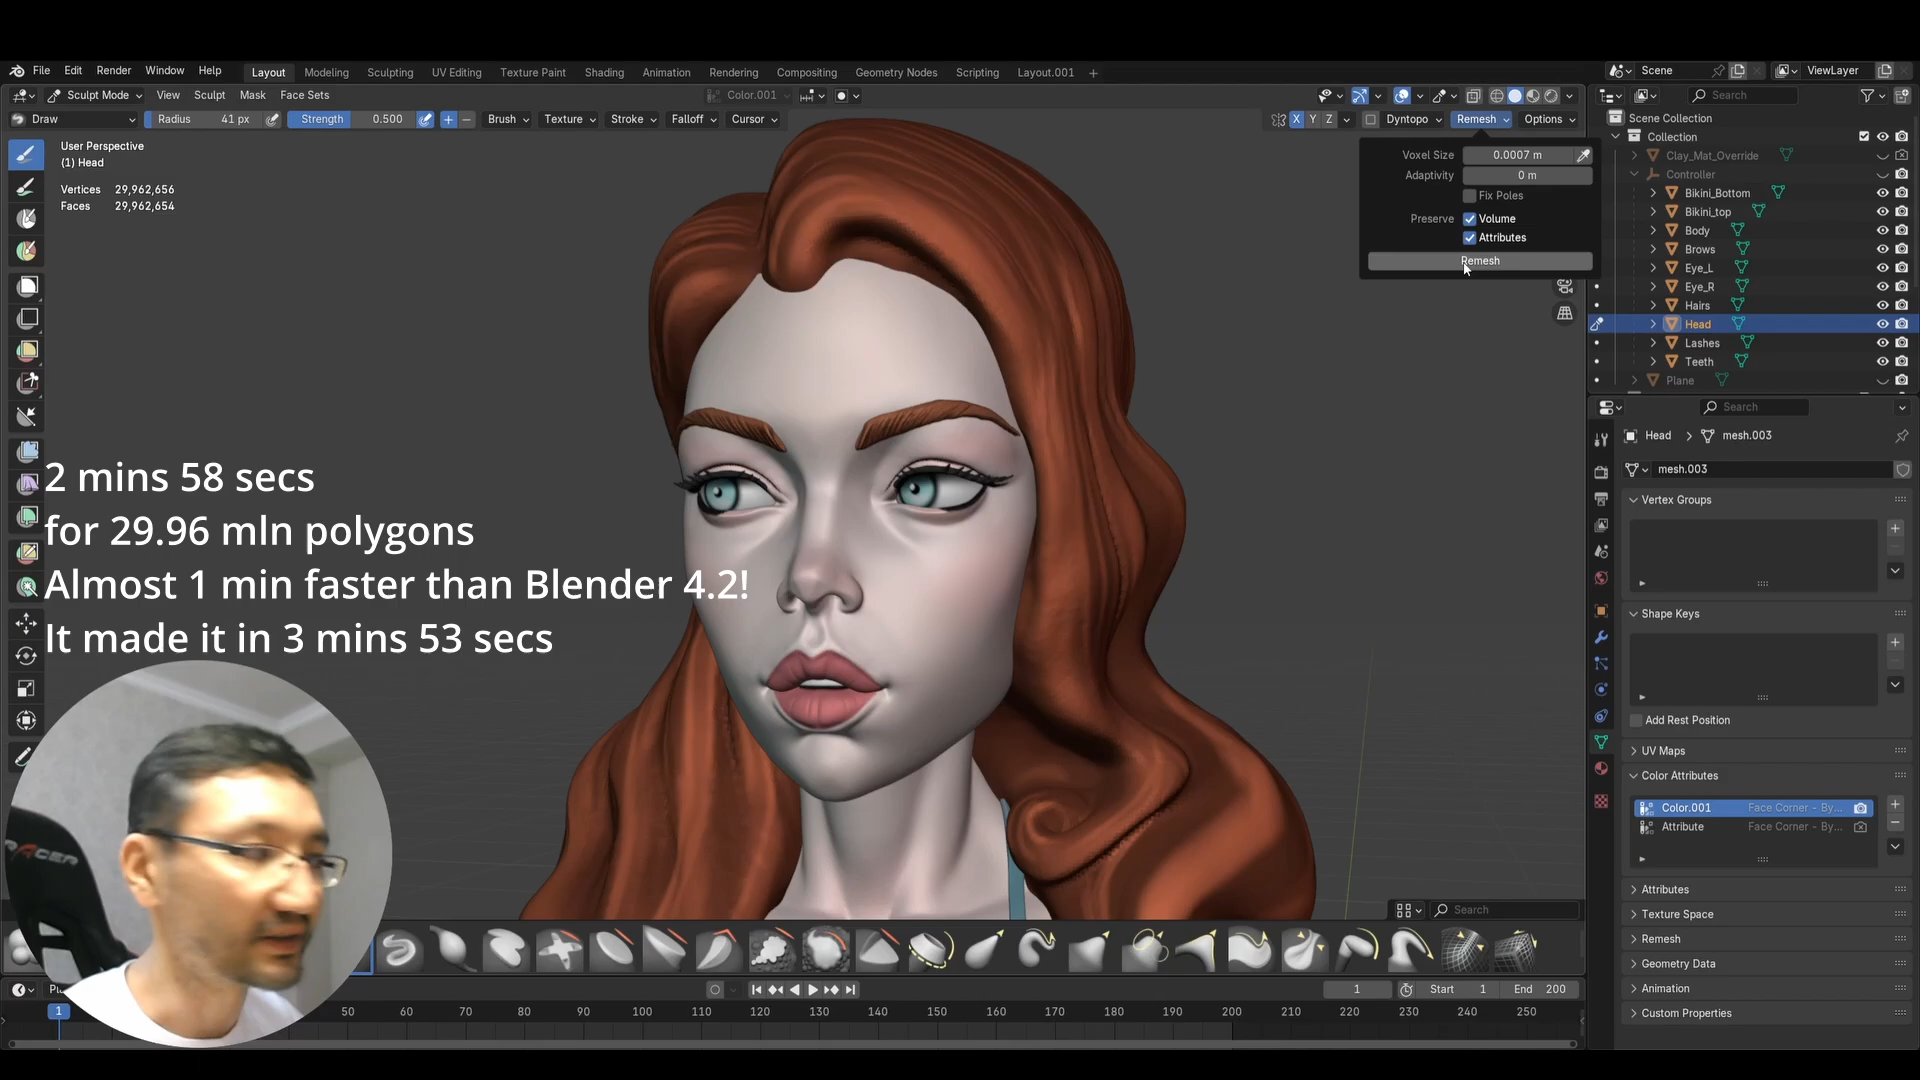 File Edit Render Window Help Layout Modeling Sculpting UV Editing Texture Paint Shading Animation Rendering Compositing Geometry Nodes Scripting Layout.001 + Scene ViewLayer
Sculpt Mode View Sculpt Mask Face Sets Color.001 Search
Draw Radius 41 px Strength 0.500 + − Brush Texture Stroke Falloff Cursor X Y Z Dyntopo Remesh Options
User Perspective
(1) Head
Vertices 29,962,656
Faces 29,962,654
Voxel Size 0.0007 m
Adaptivity 0 m
Fix Poles
Preserve Volume
Attributes
Remesh
Scene Collection
Collection
Clay_Mat_Override
Controller
Bikini_Bottom
Bikini_top
Body
Brows
Eye_L
Eye_R
Hairs
Head
Lashes
Teeth
Plane
Search
Head > mesh.003
mesh.003
Vertex Groups
Shape Keys
Add Rest Position
UV Maps
Color Attributes
Color.001 Face Corner - By...
Attribute Face Corner - By...
Attributes
Texture Space
Remesh
Geometry Data
Animation
Custom Properties
2 mins 58 secs
for 29.96 mln polygons
Almost 1 min faster than Blender 4.2!
It made it in 3 mins 53 secs
Search
1 Start 1 End 200
1 50 60 70 80 90 100 110 120 130 140 150 160 170 180 190 200 210 220 230 240 250